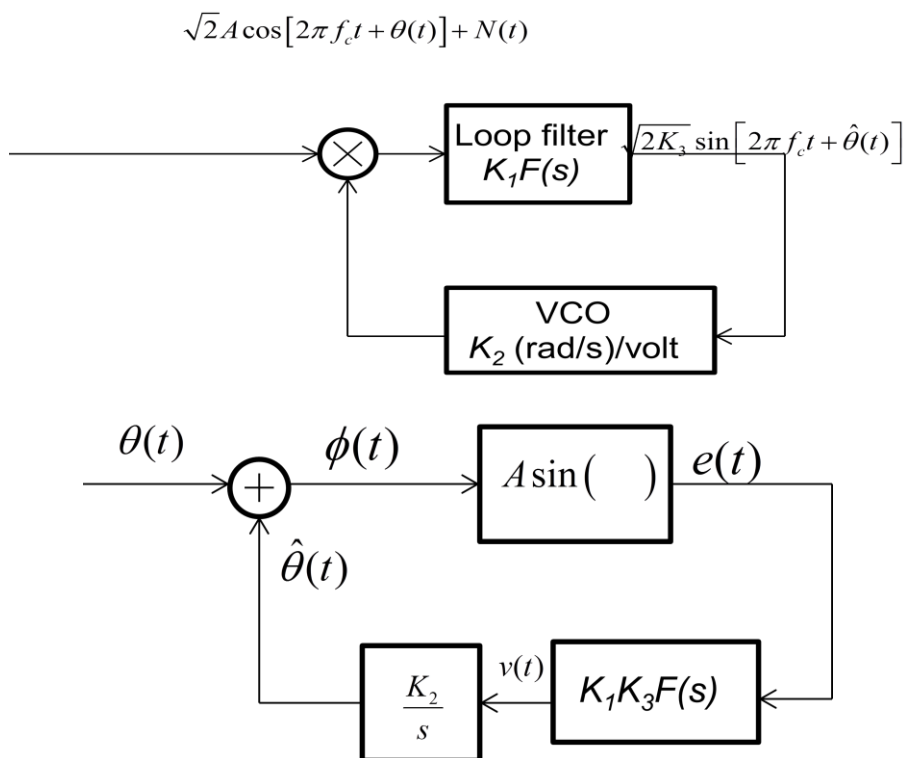 √2A cos[2πf_c t + θ(t)] + N(t)
Loop filter
K₁F(s)
√2K₃ sin[2πf_c t + θ̂(t)]
×
VCO
K₂ (rad/s)/volt
θ(t)
ϕ(t)
A sin( )
e(t)
+
θ̂(t)
v(t)
K₂/s
K₁K₃F(s)